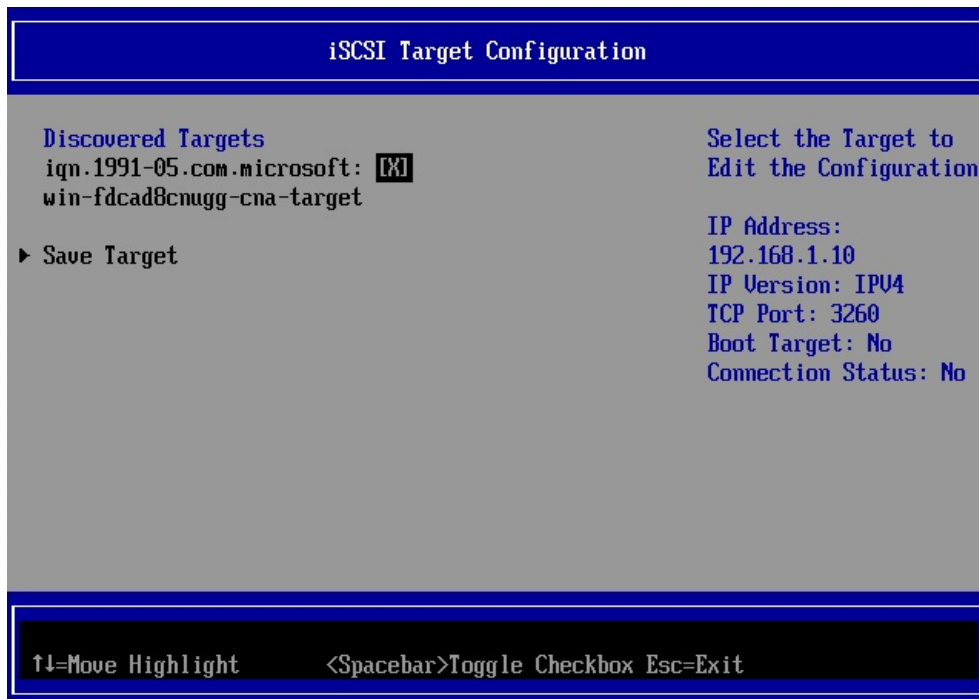 iSCSI Target Configuration
Discovered Targets
iqn.1991-05.com.microsoft: [X]
win-fdcad8cnugg-cna-target
▶ Save Target
Select the Target to
Edit the Configuration
IP Address:
192.168.1.10
IP Version: IPV4
TCP Port: 3260
Boot Target: No
Connection Status: No
↑↓=Move Highlight <Spacebar>Toggle Checkbox Esc=Exit